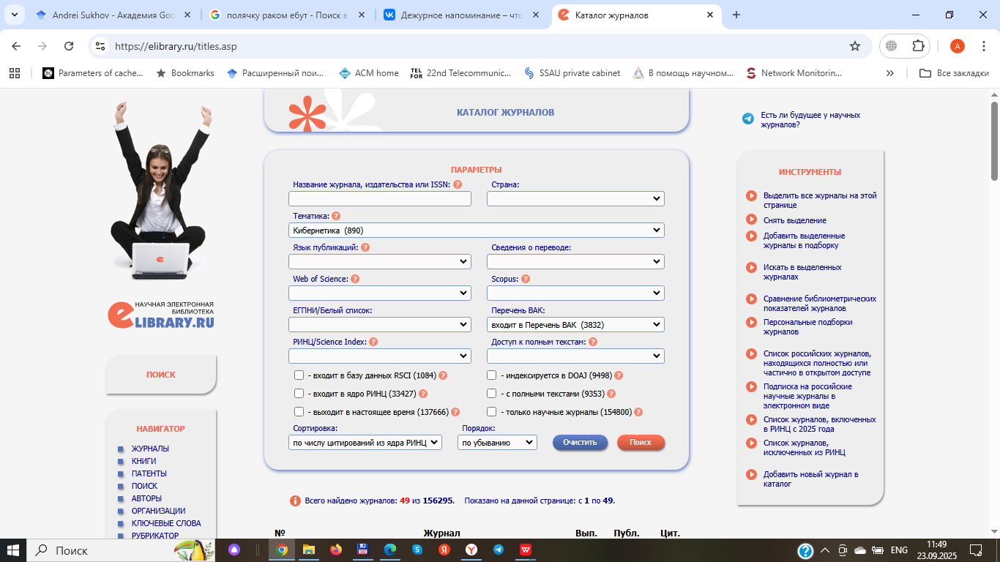 Andrei Sukhov - Академия Goo
полячку раком ебут - Поиск в
Дежурное напоминание – что
Каталог журналов
https://elibrary.ru/titles.asp
A
Parameters of cache...
Bookmarks
Расширенный пои...
ACM home
TEL FOR
22nd Telecommunic...
SSAU private cabinet
В помощь научном...
Network Monitorin...
Все закладки
КАТАЛОГ ЖУРНАЛОВ
Есть ли будущее у научных
журналов?
НАУЧНАЯ ЭЛЕКТРОННАЯ
БИБЛИОТЕКА
eLIBRARY.RU
ПОИСК
НАВИГАТОР
ЖУРНАЛЫ
КНИГИ
ПАТЕНТЫ
ПОИСК
АВТОРЫ
ОРГАНИЗАЦИИ
КЛЮЧЕВЫЕ СЛОВА
РУБРИКАТОР
ПАРАМЕТРЫ
Название журнала, издательства или ISSN: ?
Страна:
Тематика: ?
Кибернетика (890)
Язык публикаций: ?
Сведения о переводе:
Web of Science: ?
Scopus: ?
ЕГПНИ/Белый список:
Перечень ВАК:
входит в Перечень ВАК (3832)
РИНЦ/Science Index: ?
Доступ к полным текстам: ?
- входит в базу данных RSCI (1084) ?
- индексируется в DOAJ (9498) ?
- входит в ядро РИНЦ (33427) ?
- с полными текстами (9353) ?
- выходит в настоящее время (137666) ?
- только научные журналы (154800) ?
Сортировка:
Порядок:
по числу цитирований из ядра РИНЦ
по убыванию
Очистить
Поиск
Всего найдено журналов: 49 из 156295. Показано на данной странице: с 1 по 49.
№ Журнал Вып. Публ. Цит.
ИНСТРУМЕНТЫ
Выделить все журналы на этой
странице
Снять выделение
Добавить выделенные
журналы в подборку
Искать в выделенных
журналах
Сравнение библиометрических
показателей журналов
Персональные подборки
журналов
Список российских журналов,
находящихся полностью или
частично в открытом доступе
Подписка на российские
научные журналы в
электронном виде
Список журналов, включенных
в РИНЦ с 2025 года
Список журналов,
исключенных из РИНЦ
Добавить новый журнал в
каталог
Поиск
ENG
11:49
23.09.2025